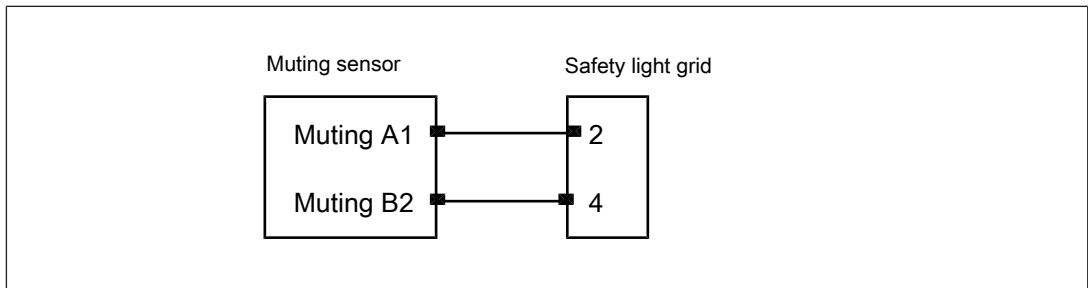 Muting sensor
Safety light grid
Muting A1
2
Muting B2
4